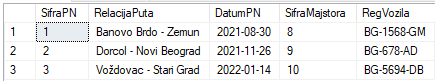 SifraPN RelacijaPuta DatumPN SifraMajstora RegVozila
1 1 Banovo Brdo - Zemun 2021-08-30 8 BG-1568-GM
2 2 Dorcol - Novi Beograd 2021-11-26 9 BG-678-AD
3 3 Voždovac - Stari Grad 2022-01-14 10 BG-5694-DB